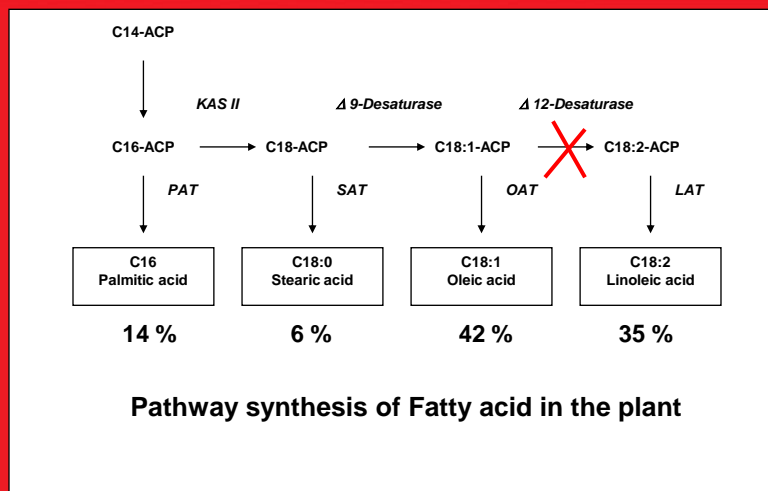 C14-ACP
KAS II Δ 9-Desaturase Δ 12-Desaturase
C16-ACP C18-ACP C18:1-ACP C18:2-ACP
PAT SAT OAT LAT
C16 C18:0 C18:1 C18:2
Palmitic acid Stearic acid Oleic acid Linoleic acid
14 % 6 % 42 % 35 %
Pathway synthesis of Fatty acid in the plant